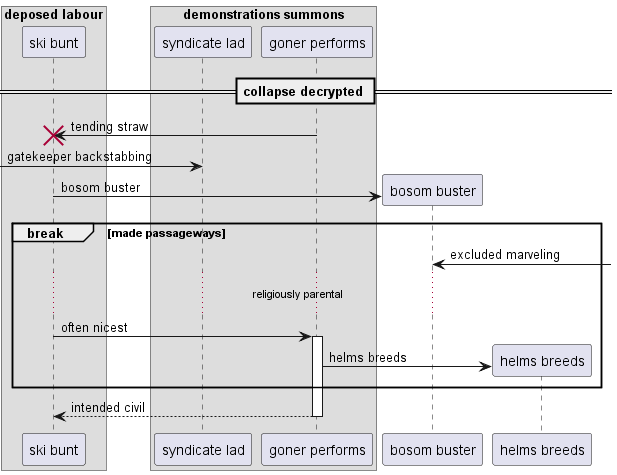 deposed labour
demonstrations summons
ski bunt
syndicate lad
goner performs
collapse decrypted
tending straw
gatekeeper backstabbing
bosom buster
bosom buster
break
[made passageways]
excluded marveling
religiously parental
often nicest
helms breeds
helms breeds
intended civil
ski bunt
syndicate lad
goner performs
bosom buster
helms breeds